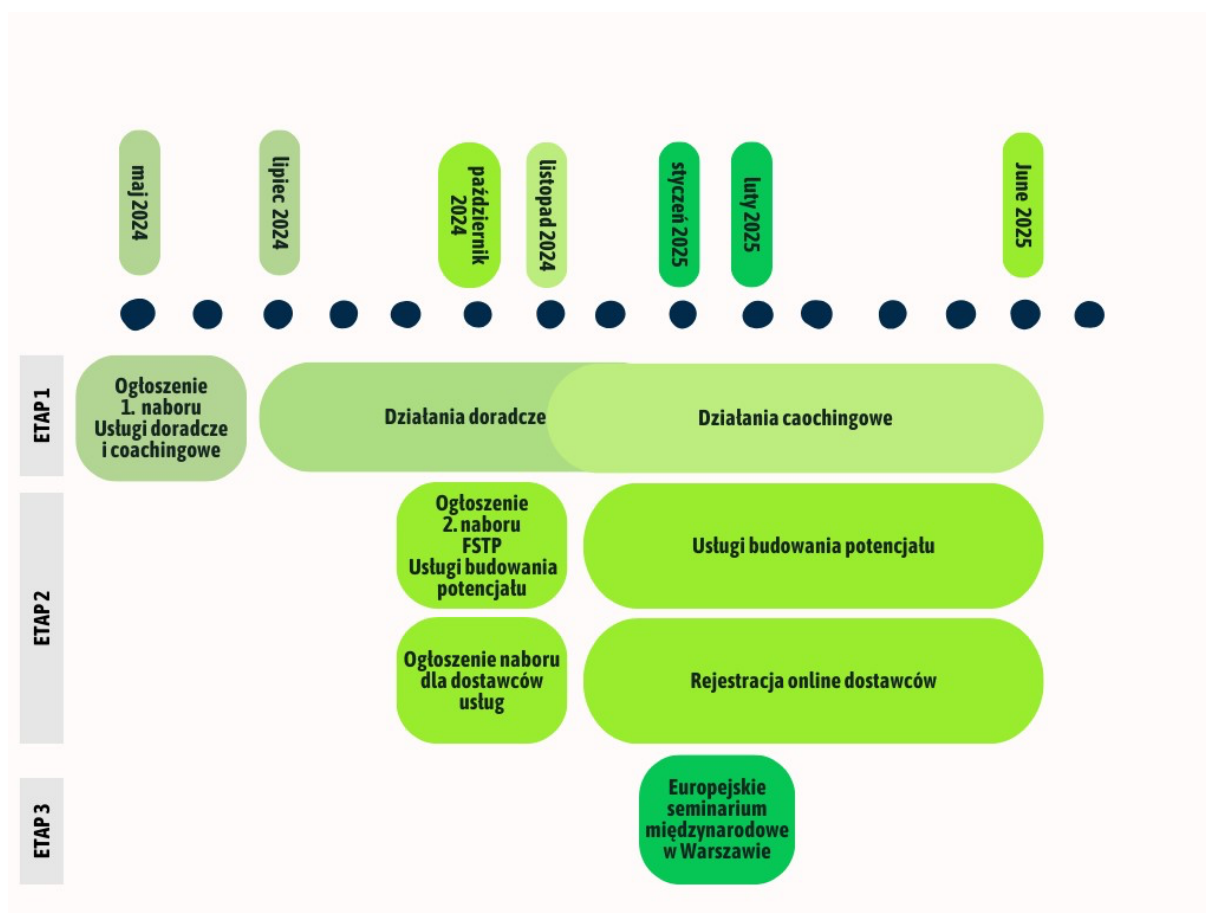 maj 2024
lipiec 2024
październik
2024
listopad 2024
styczeń 2025
luty 2025
June 2025
ETAP 1
Ogłoszenie
1. naboru
Usługi doradcze
i coachingowe
Działania doradcze
Działania caochingowe
ETAP 2
Ogłoszenie
2. naboru
FSTP
Usługi budowania
potencjału
Usługi budowania potencjału
Ogłoszenie naboru
dla dostawców
usług
Rejestracja online dostawców
ETAP 3
Europejskie
seminarium
międzynarodowe
w Warszawie